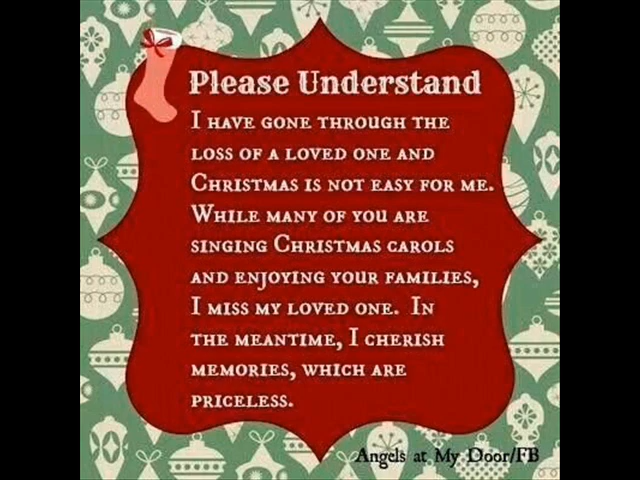 Please Understand
I have gone through the
loss of a loved one and
Christmas is not easy for me.
While many of you are
singing Christmas carols
and enjoying your families,
I miss my loved one. In
the meantime, I cherish
memories, which are
priceless.
Angels at My Door/FB